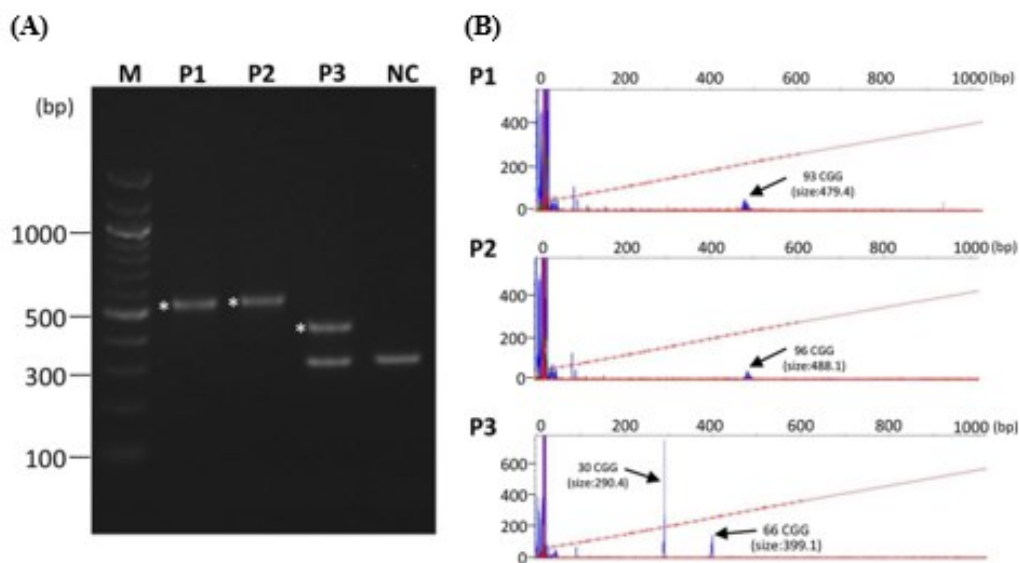 (A)
M P1 P2 P3 NC
(bp)
1000
500
300
100
*
*
*
(B)
P1
0 200 400 600 800 1000 (bp)
400
200
0
93 CGG
(size:479.4)
P2
0 200 400 600 800 1000 (bp)
400
200
0
96 CGG
(size:488.1)
P3
0 200 400 600 800 1000 (bp)
600
400
200
0
30 CGG
(size:290.4)
66 CGG
(size:399.1)